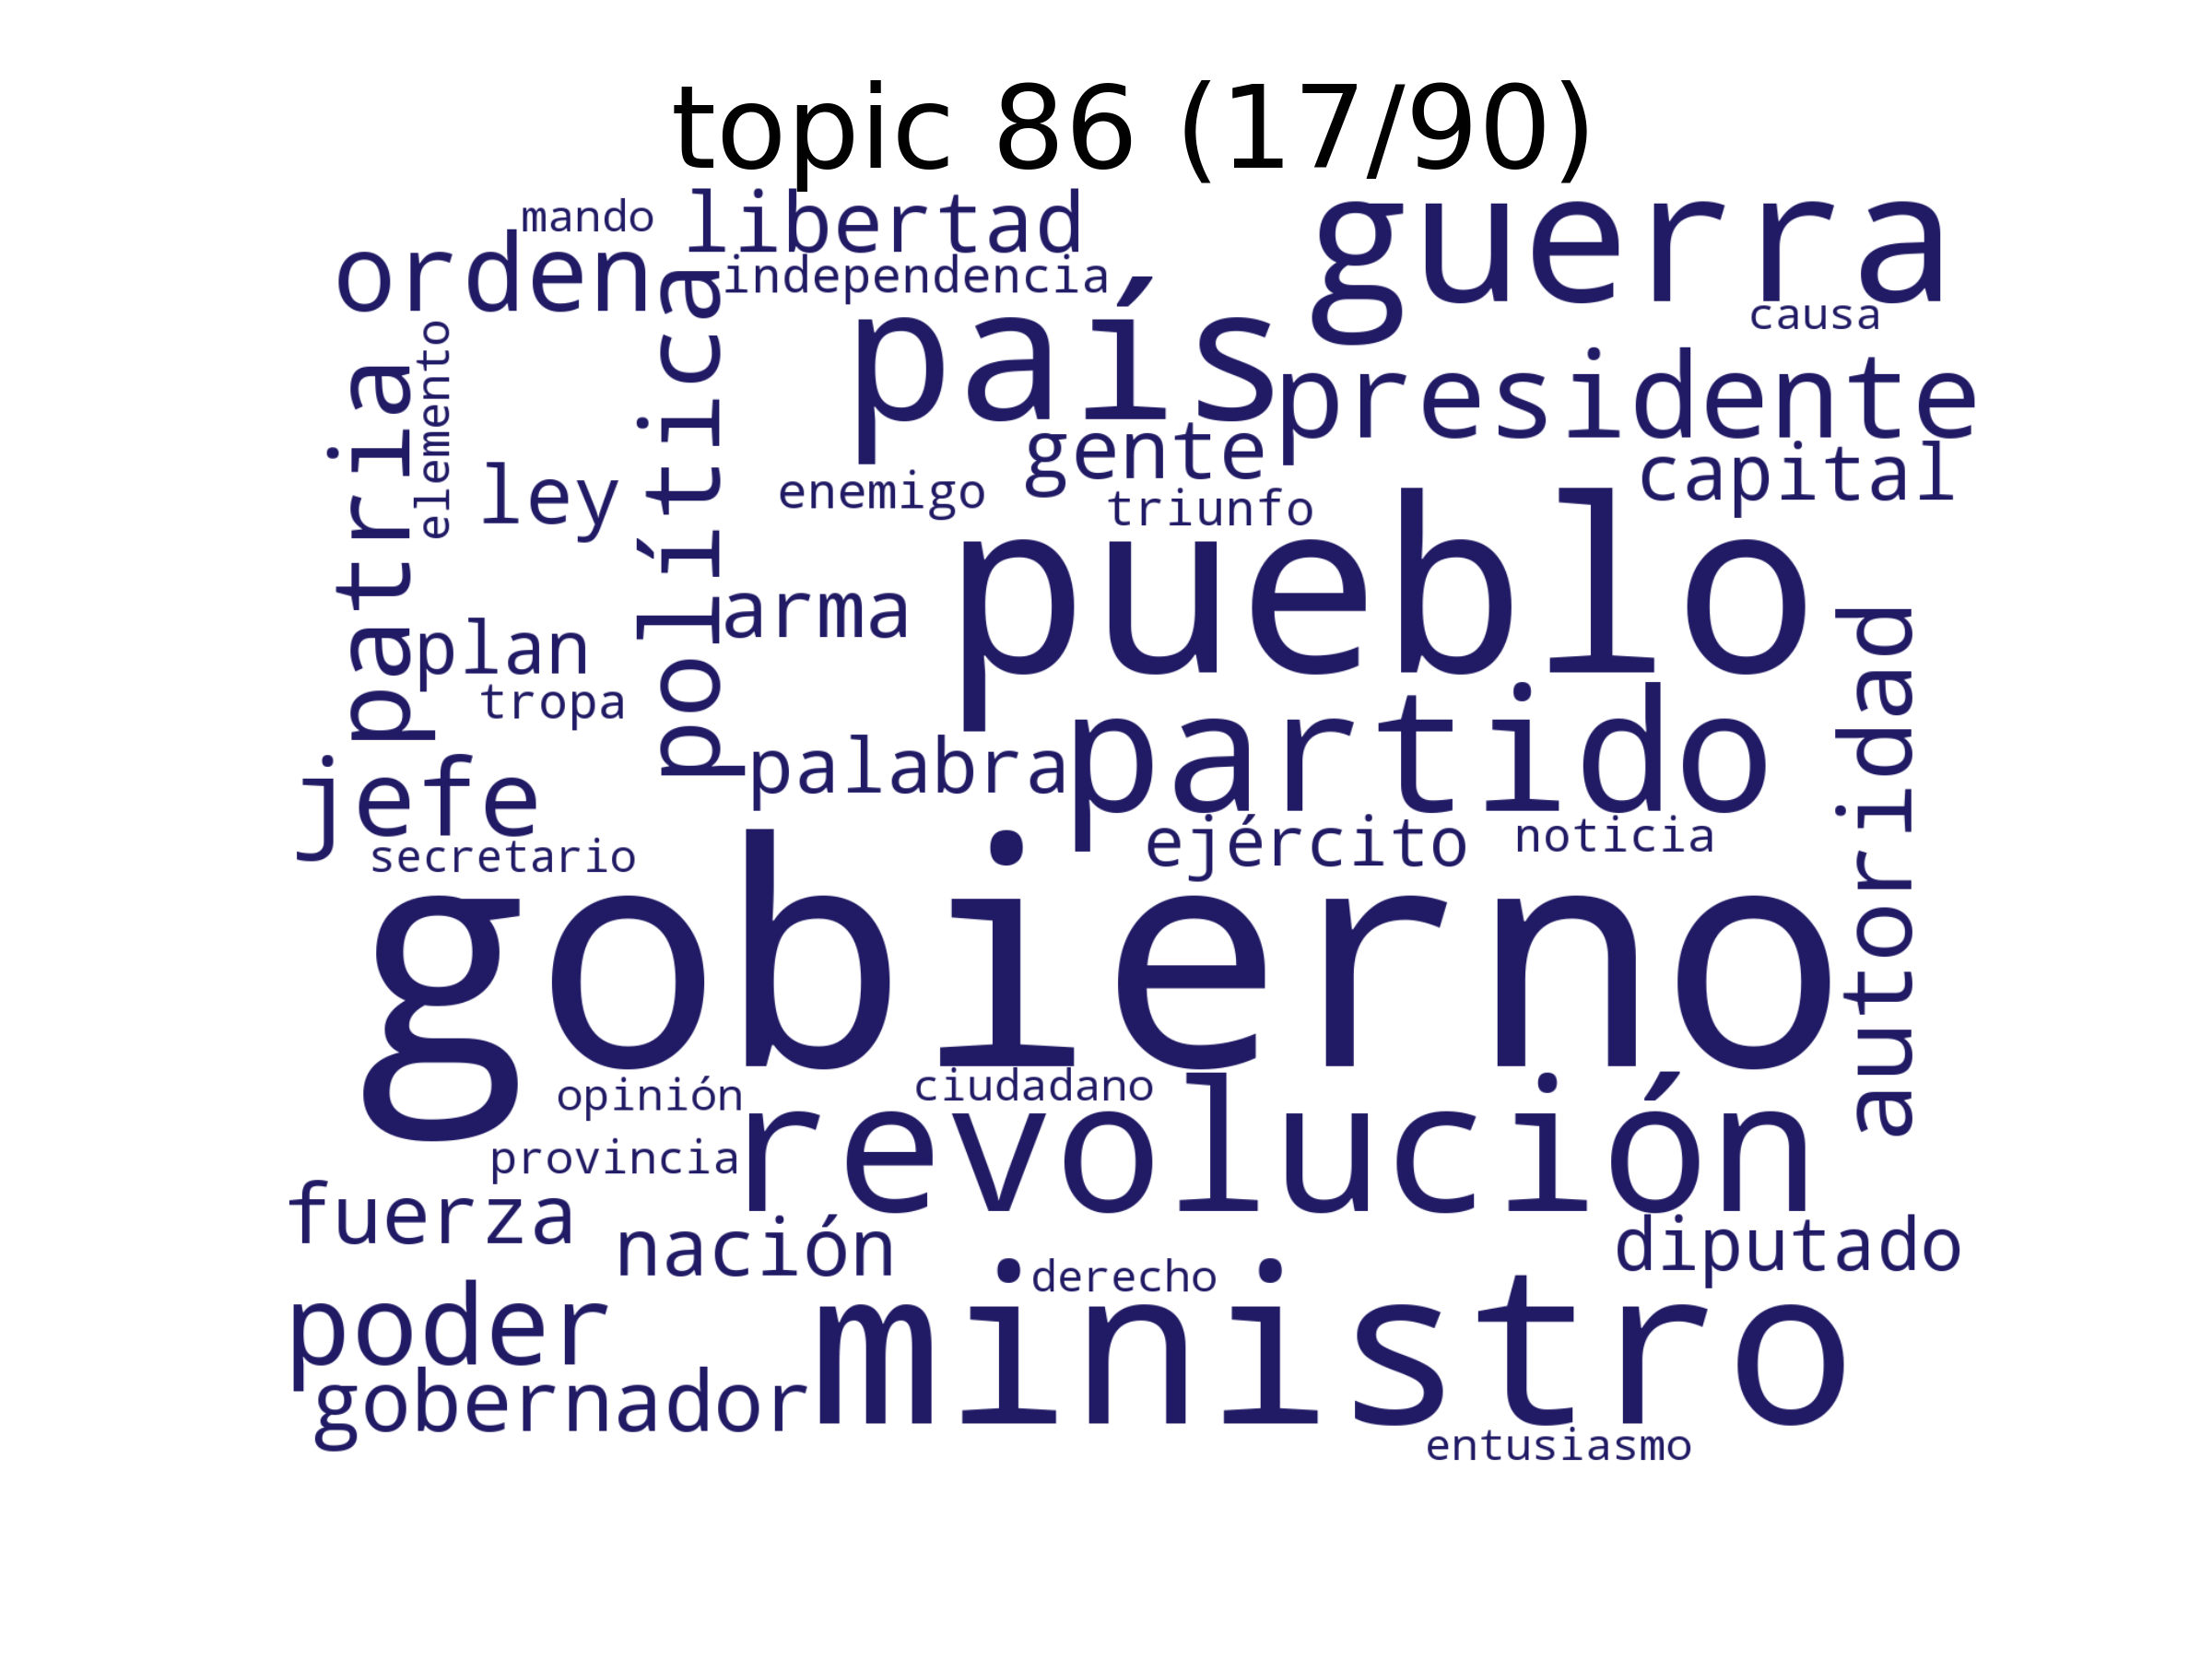 topic 86 (17/90)
mando
libertad
guerra
orden
independencia
causa
país
política
patria
elemento
presidente
gente
capital
ley
enemigo
triunfo
pueblo
arma
plan
tropa
autoridad
partido
palabra
jefe
ejército
noticia
secretario
gobierno
opinión
ciudadano
revolución
provincia
fuerza
nación
diputado
derecho
poder
ministro
gobernador
entusiasmo